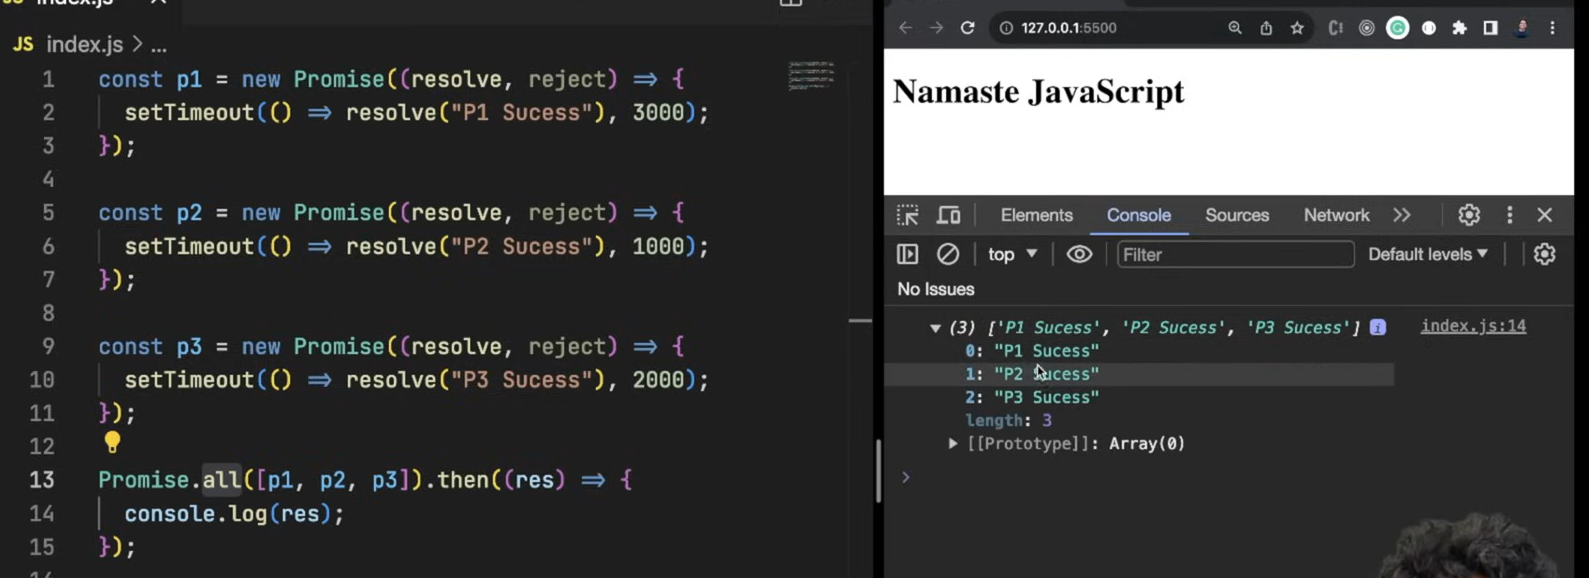 index.js
JS index.js > ...
1 const p1 = new Promise((resolve, reject) => {
2 setTimeout(() => resolve("P1 Sucess"), 3000);
3 });
4
5 const p2 = new Promise((resolve, reject) => {
6 setTimeout(() => resolve("P2 Sucess"), 1000);
7 });
8
9 const p3 = new Promise((resolve, reject) => {
10 setTimeout(() => resolve("P3 Sucess"), 2000);
11 });
12
13 Promise.all([p1, p2, p3]).then((res) => {
14 console.log(res);
15 });
127.0.0.1:5500
Namaste JavaScript
Elements Console Sources Network
top Filter Default levels
No Issues
(3) ['P1 Sucess', 'P2 Sucess', 'P3 Sucess'] i index.js:14
0: "P1 Sucess"
1: "P2 Sucess"
2: "P3 Sucess"
length: 3
[[Prototype]]: Array(0)